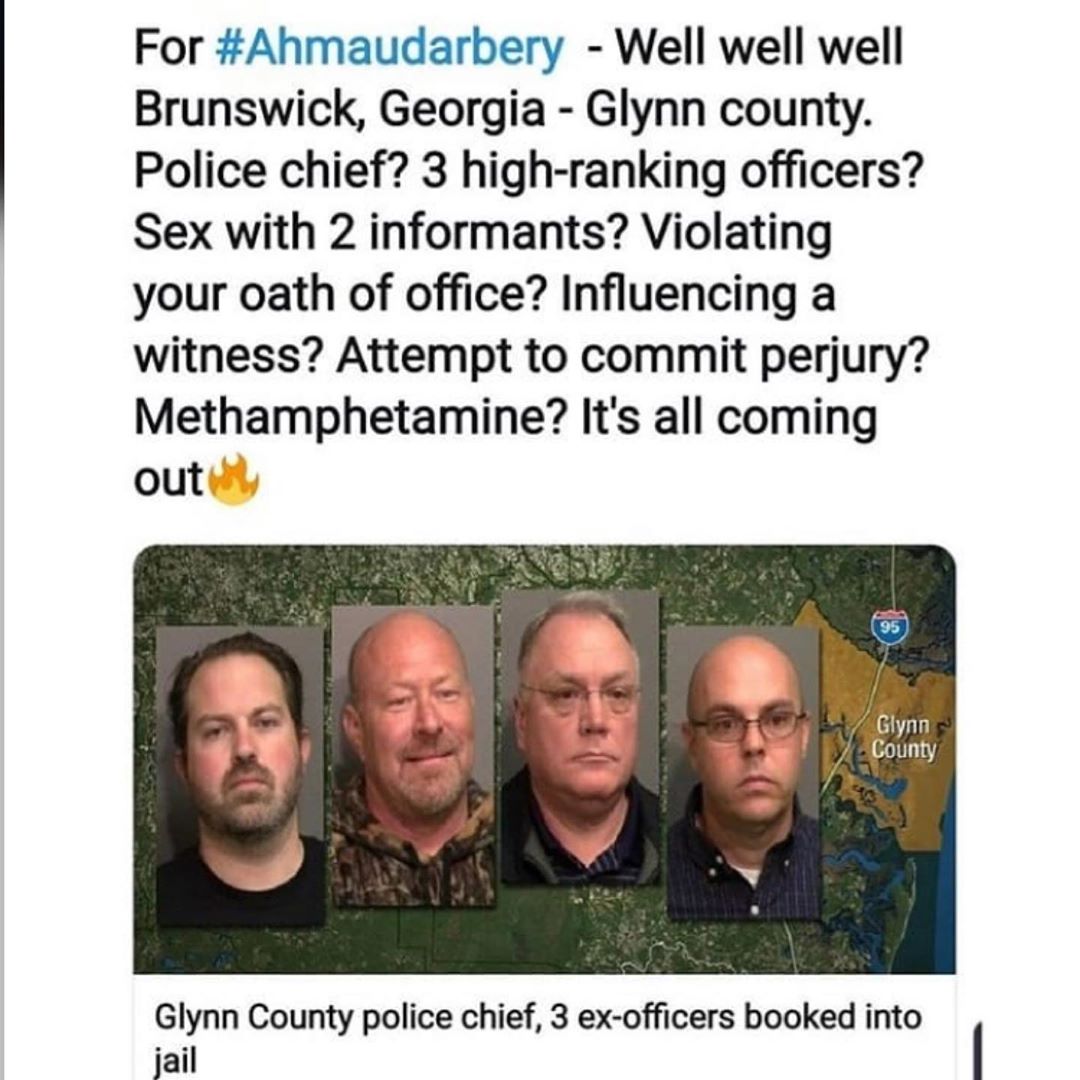 For #Ahmaudarbery - Well well well
Brunswick, Georgia - Glynn county.
Police chief? 3 high-ranking officers?
Sex with 2 informants? Violating
your oath of office? Influencing a
witness? Attempt to commit perjury?
Methamphetamine? It's all coming
out🔥
95
Glynn
County
Glynn County police chief, 3 ex-officers booked into
jail